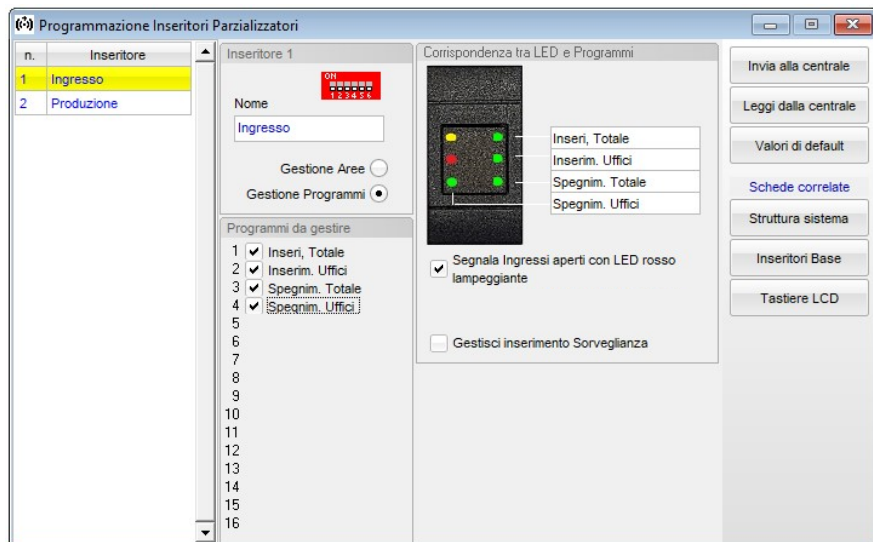 Programmazione Inseritori Parzializzatori
n. Inseritore
1 Ingresso
2 Produzione
Inseritore 1
ON
1 2 3 4 5 6
Nome
Ingresso
Gestione Aree
Gestione Programmi
Programmi da gestire
1 Inseri, Totale
2 Inserim. Uffici
3 Spegnim. Totale
4 Spegnim. Uffici
5
6
7
8
9
10
11
12
13
14
15
16
Corrispondenza tra LED e Programmi
Inseri, Totale
Inserim. Uffici
Spegnim. Totale
Spegnim. Uffici
Segnala Ingressi aperti con LED rosso
lampeggiante
Gestisci inserimento Sorveglianza
Invia alla centrale
Leggi dalla centrale
Valori di default
Schede correlate
Struttura sistema
Inseritori Base
Tastiere LCD